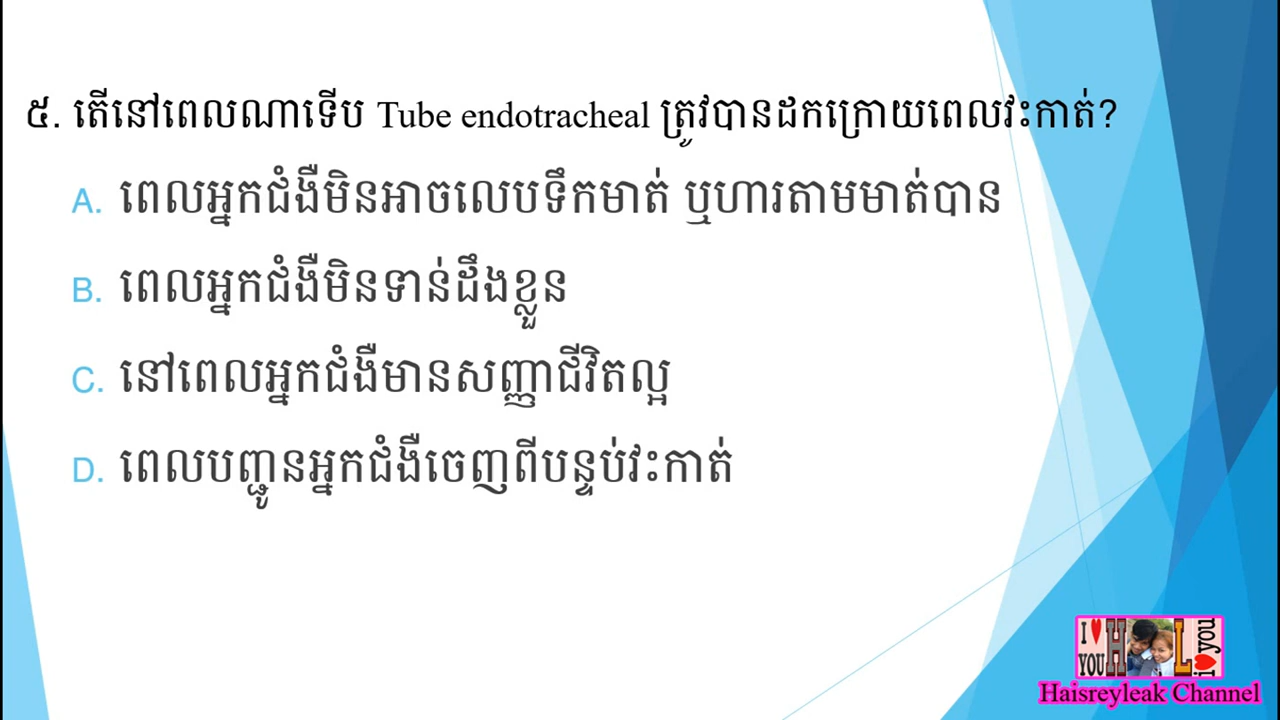 ៥. តើនៅពេលណាទើប Tube endotracheal ត្រូវបានដកក្រោយពេលវះកាត់?
A. ពេលអ្នកជំងឺមិនអាចលេបទឹកមាត់ ឬហារតាមមាត់បាន
B. ពេលអ្នកជំងឺមិនទាន់ដឹងខ្លួន
C. នៅពេលអ្នកជំងឺមានសញ្ញាជីវិតល្អ
D. ពេលបញ្ជូនអ្នកជំងឺចេញពីបន្ទប់វះកាត់
I ♥ YOU H L i ♥ you
Haisreyleak Channel